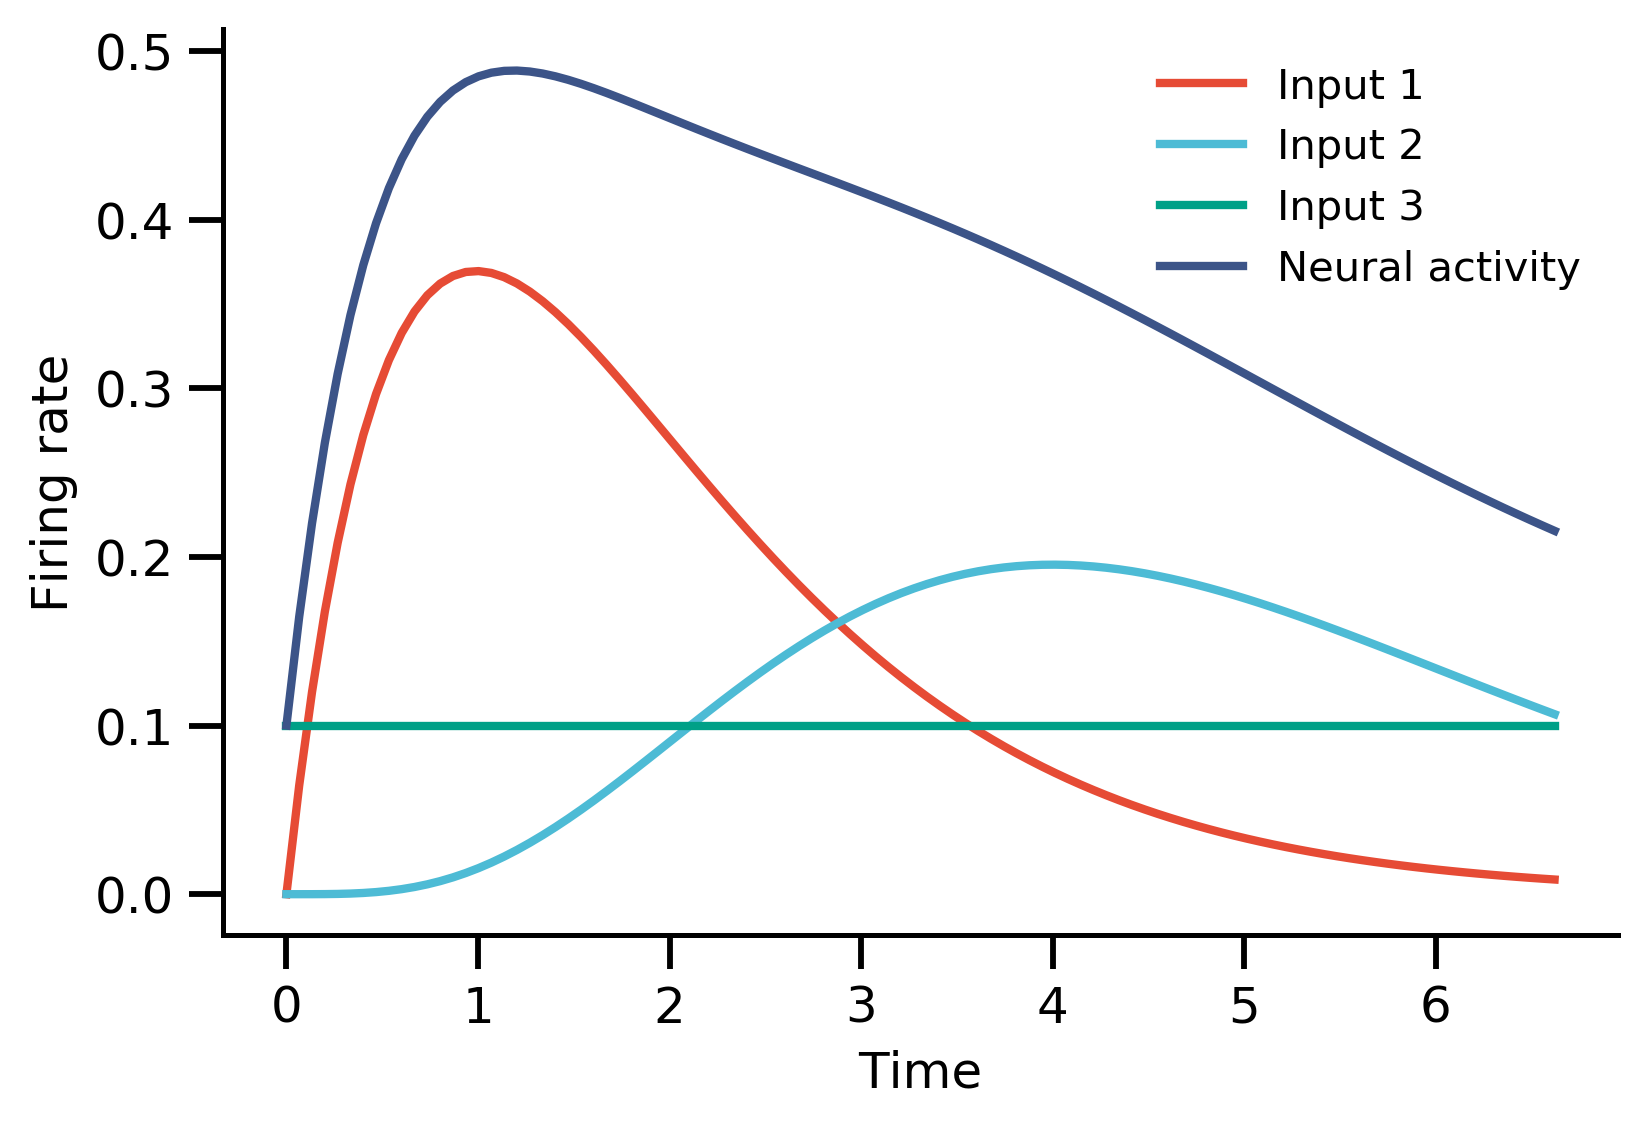 0.5
0.4
0.3
0.2
0.1
0.0
Firing rate
0 1 2 3 4 5 6
Time
Input 1
Input 2
Input 3
Neural activity